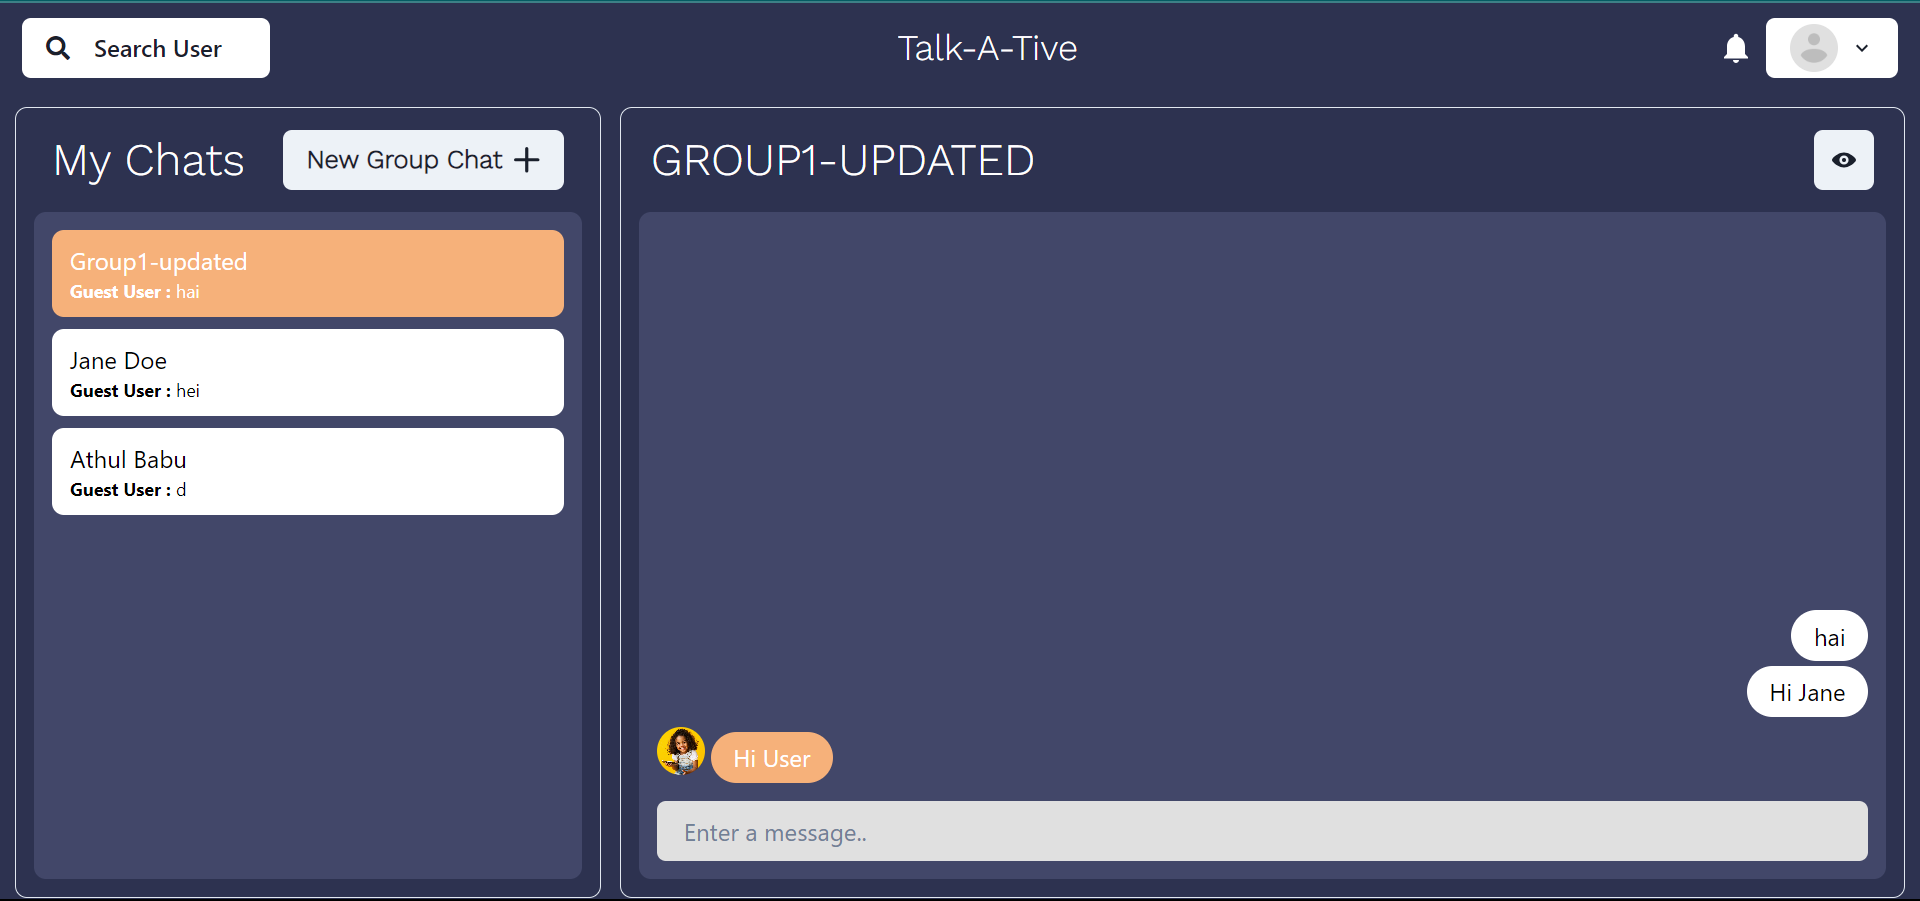 Search User
Talk-A-Tive
My Chats
New Group Chat
Group1-updated
Guest User : hai
Jane Doe
Guest User : hei
Athul Babu
Guest User : d
GROUP1-UPDATED
hai
Hi Jane
Hi User
Enter a message..